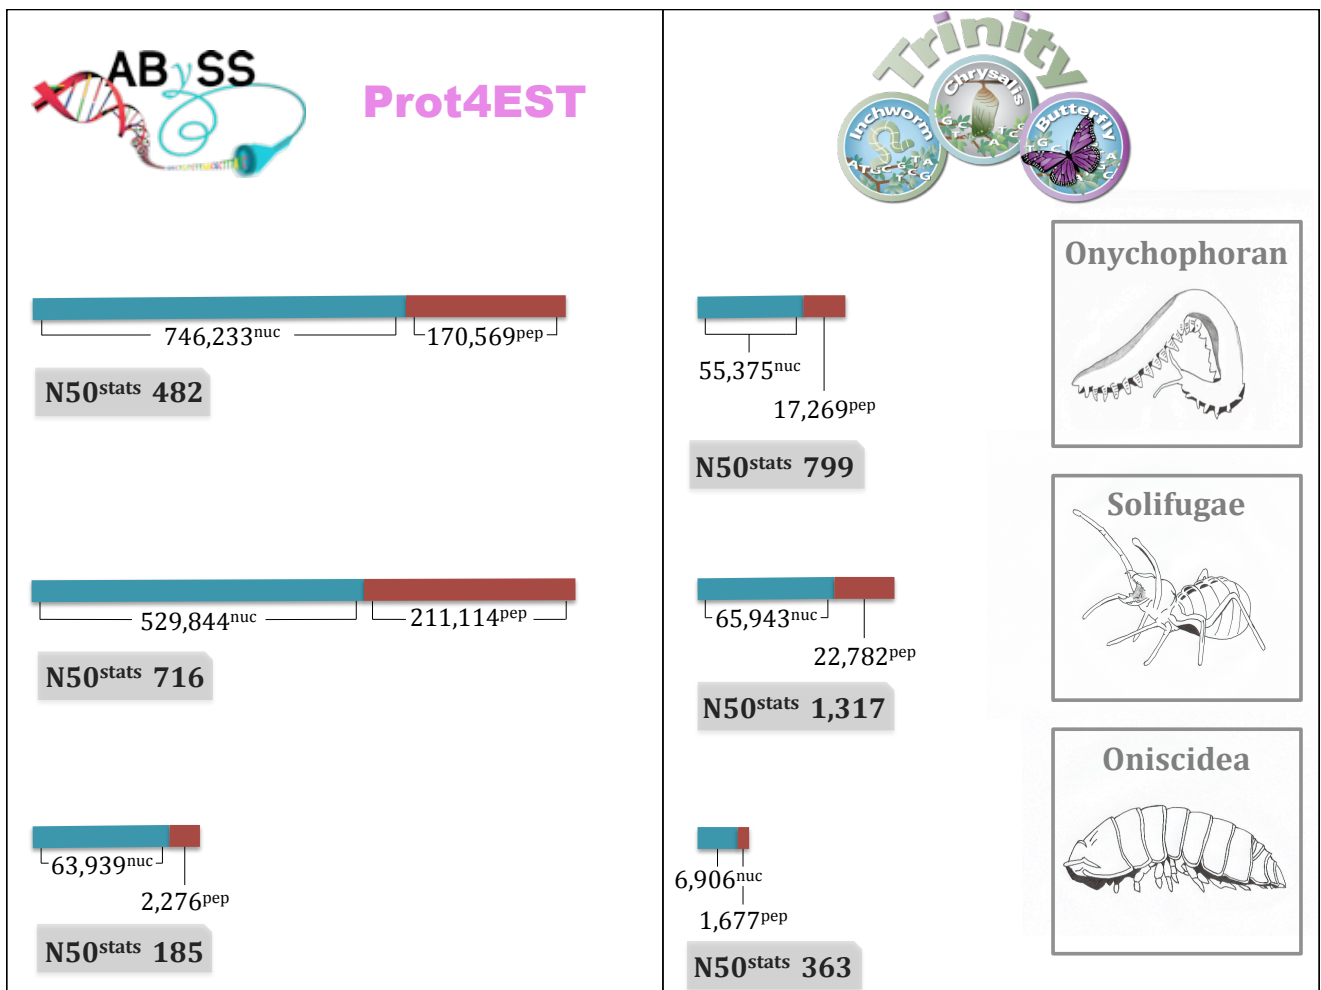 ABySS
Prot4EST
746,233nuc
170,569pep
N50stats 482
529,844nuc
211,114pep
N50stats 716
63,939nuc
2,276pep
N50stats 185
Trinity
Inchworm
Chrysalis
Butterfly
55,375nuc
17,269pep
N50stats 799
65,943nuc
22,782pep
N50stats 1,317
6,906nuc
1,677pep
N50stats 363
Onychophoran
Solifugae
Oniscidea